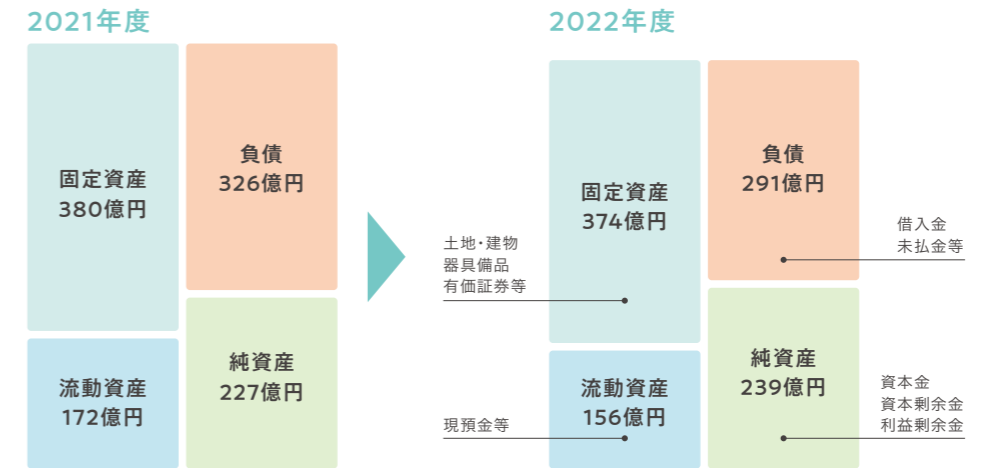 2021年度
固定資産
380億円
流動資産
172億円
負債
326億円
純資産
227億円
2022年度
土地・建物
器具備品
有価証券等
現預金等
固定資産
374億円
流動資産
156億円
負債
291億円
純資産
239億円
借入金
未払金等
資本金
資本剰余金
利益剰余金